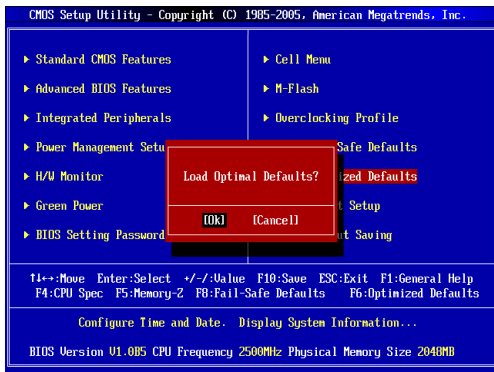 CMOS Setup Utility - Copyright (C) 1985-2005, American Megatrends, Inc.
Standard CMOS Features
Cell Menu
Advanced BIOS Features
M-Flash
Integrated Peripherals
Overclocking Profile
Power Management Setu
Safe Defaults
H/W Monitor
Load Optimal Defaults?
ized Defaults
Green Power
[Ok] [Cancel]
t Setup
BIOS Setting Password
ut Saving
↑↓↔:Move Enter:Select +/-/:Value F10:Save ESC:Exit F1:General Help
F4:CPU Spec F5:Memory-Z F8:Fail-Safe Defaults F6:Optimized Defaults
Configure Time and Date. Display System Information...
BIOS Version V1.0B5 CPU Frequency 2500MHz Physical Memory Size 2048MB